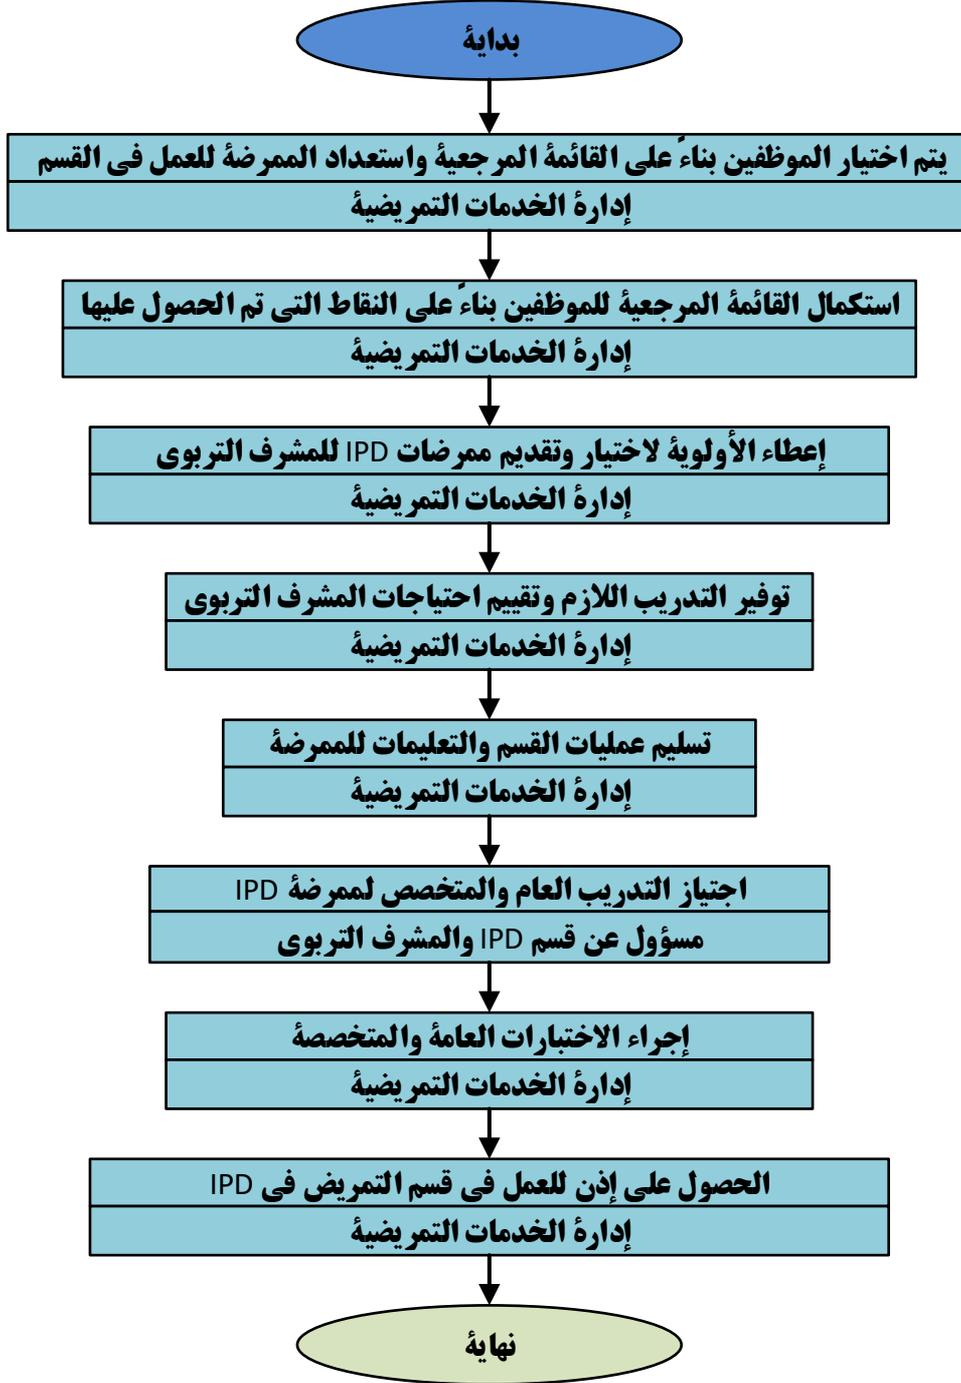 بداية
يتم اختيار الموظفين بناءً على القائمة المرجعية واستعداد الممرضة للعمل فى القسم
إدارة الخدمات التمريضية
استكمال القائمة المرجعية للموظفين بناءً على النقاط التى تم الحصول عليها
إدارة الخدمات التمريضية
إعطاء الأولوية لاختيار وتقديم ممرضات IPD للمشرف التربوى
إدارة الخدمات التمريضية
توفير التدريب اللازم وتقييم احتياجات المشرف التربوى
إدارة الخدمات التمريضية
تسليم عمليات القسم والتعليمات للممرضة
إدارة الخدمات التمريضية
اجتياز التدريب العام والمتخصص لممرضة IPD
مسؤول عن قسم IPD والمشرف التربوى
إجراء الاختبارات العامة والمتخصصة
إدارة الخدمات التمريضية
الحصول على إذن للعمل فى قسم التمريض فى IPD
إدارة الخدمات التمريضية
نهاية